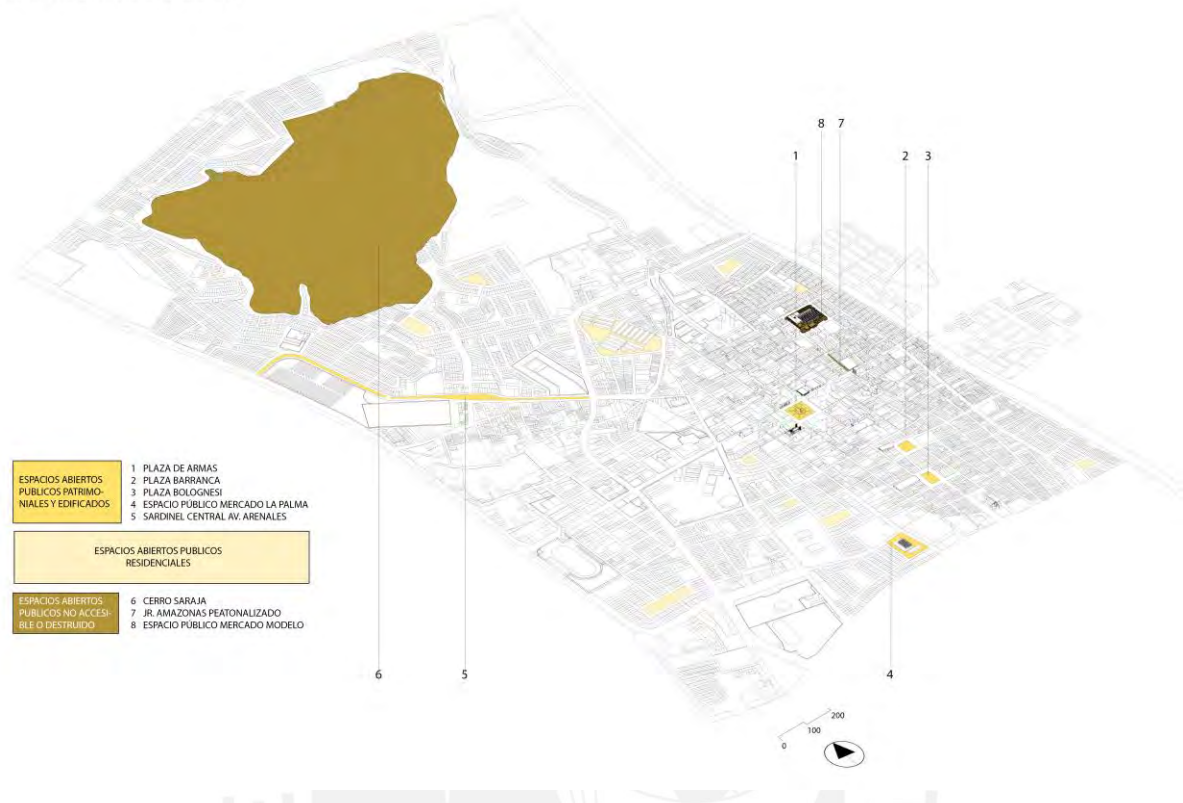 8 7
1 2 3
ESPACIOS ABIERTOS
PUBLICOS PATRIMO-
NIALES Y EDIFICADOS
1 PLAZA DE ARMAS
2 PLAZA BARRANCA
3 PLAZA BOLOGNESI
4 ESPACIO PÚBLICO MERCADO LA PALMA
5 SARDINEL CENTRAL AV. ARENALES
ESPACIOS ABIERTOS PUBLICOS
RESIDENCIALES
ESPACIOS ABIERTOS
PUBLICOS NO ACCESI-
BLE O DESTRUIDO
6 CERRO SARAJA
7 JR. AMAZONAS PEATONALIZADO
8 ESPACIO PÚBLICO MERCADO MODELO
6 5 4
200
100
0